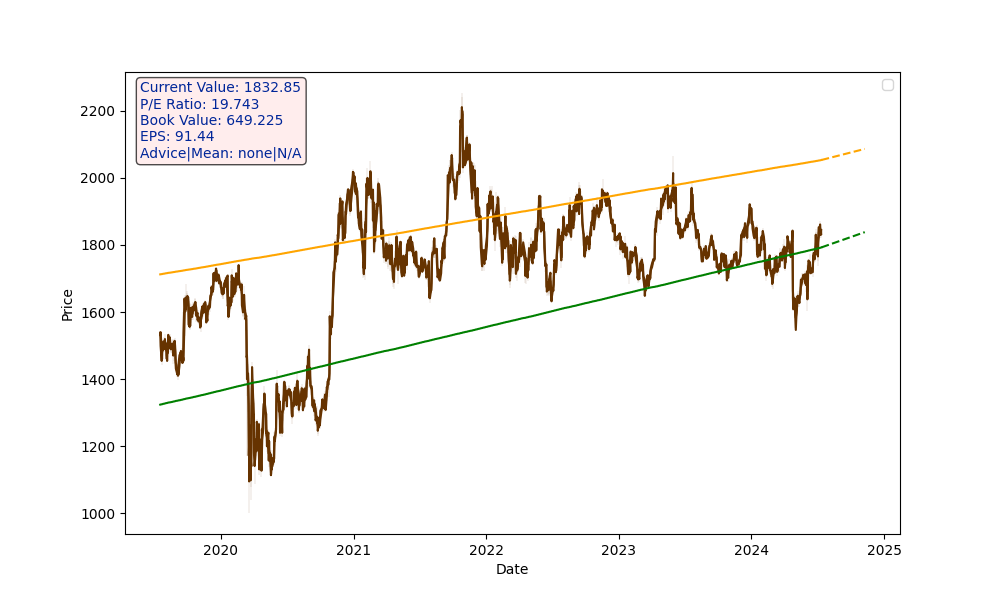 Current Value: 1832.85
P/E Ratio: 19.743
Book Value: 649.225
EPS: 91.44
Advice|Mean: none|N/A
2200
2000
1800
1600
1400
1200
1000
Price
2020
2021
2022
2023
2024
2025
Date